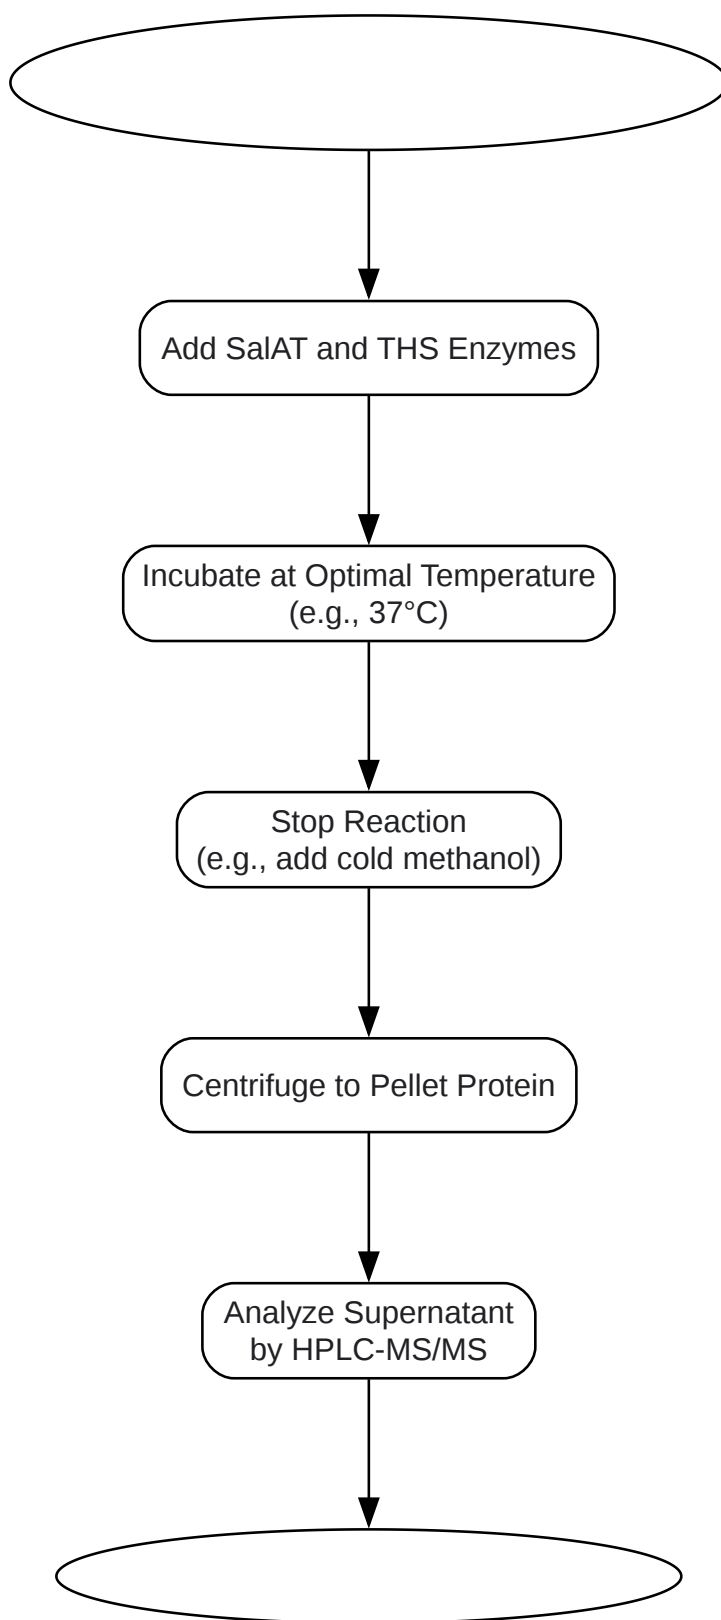 Add SalAT and THS Enzymes
Incubate at Optimal Temperature
(e.g., 37°C)
Stop Reaction
(e.g., add cold methanol)
Centrifuge to Pellet Protein
Analyze Supernatant
by HPLC-MS/MS